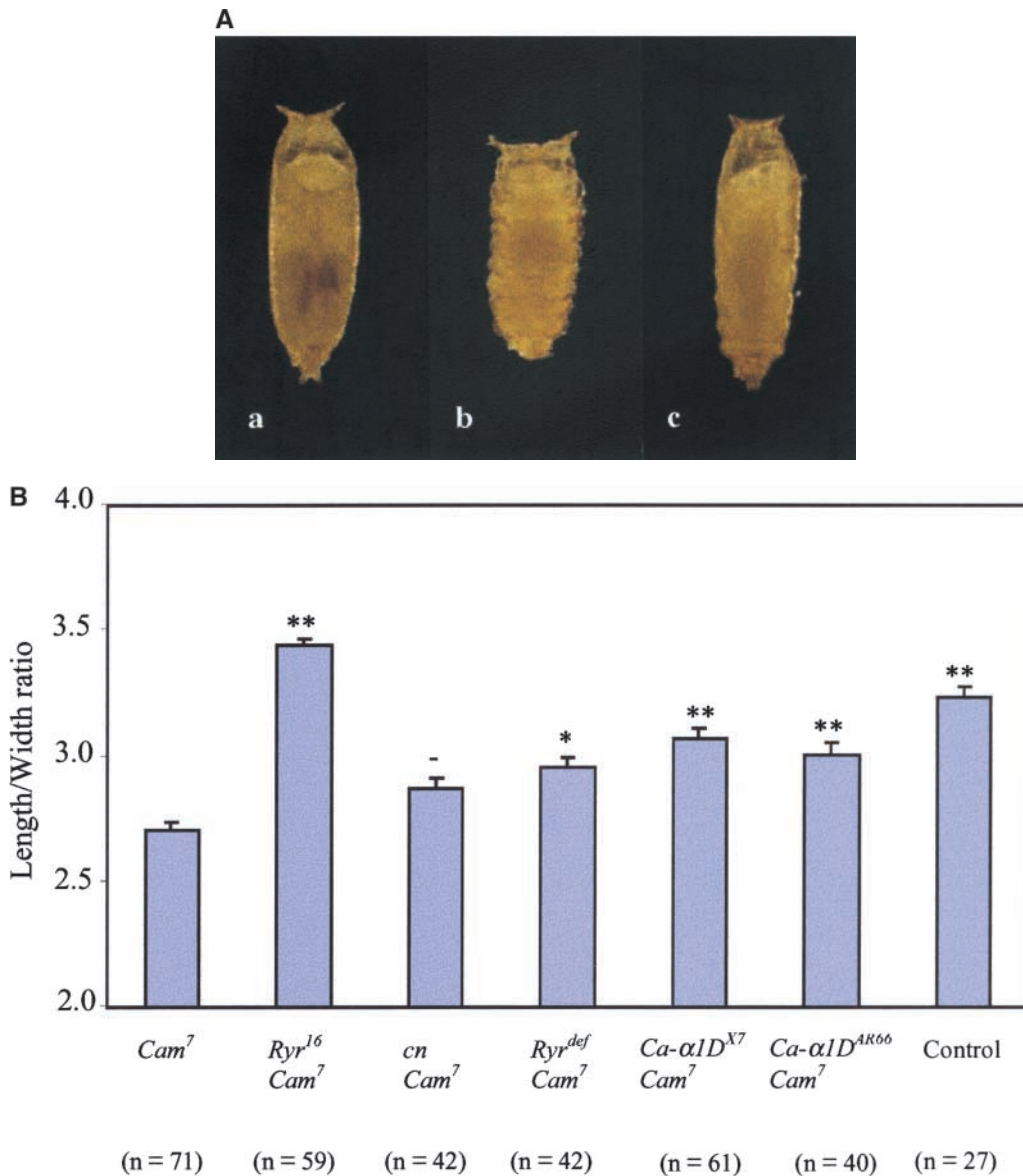 A
a b c
B
4.0
3.5
3.0
2.5
2.0
Length/Width ratio
** - * ** ** **
Cam⁷ Ryr¹⁶ cn Ryrᵈᵉᶠ Ca-α1Dˣ⁷ Ca-α1Dᴬᴿ⁶⁶ Control
Cam⁷ Cam⁷ Cam⁷ Cam⁷ Cam⁷
(n = 71) (n = 59) (n = 42) (n = 42) (n = 61) (n = 40) (n = 27)